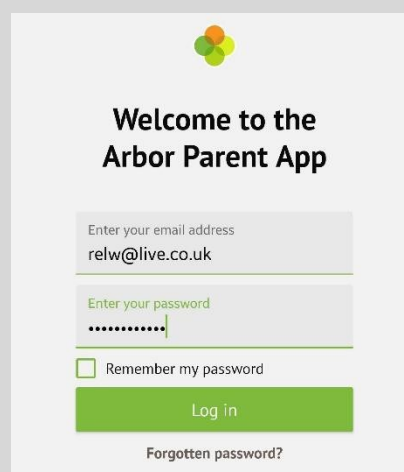 Welcome to the
Arbor Parent App
Enter your email address
relw@live.co.uk
Enter your password
••••••••••••
Remember my password
Log in
Forgotten password?